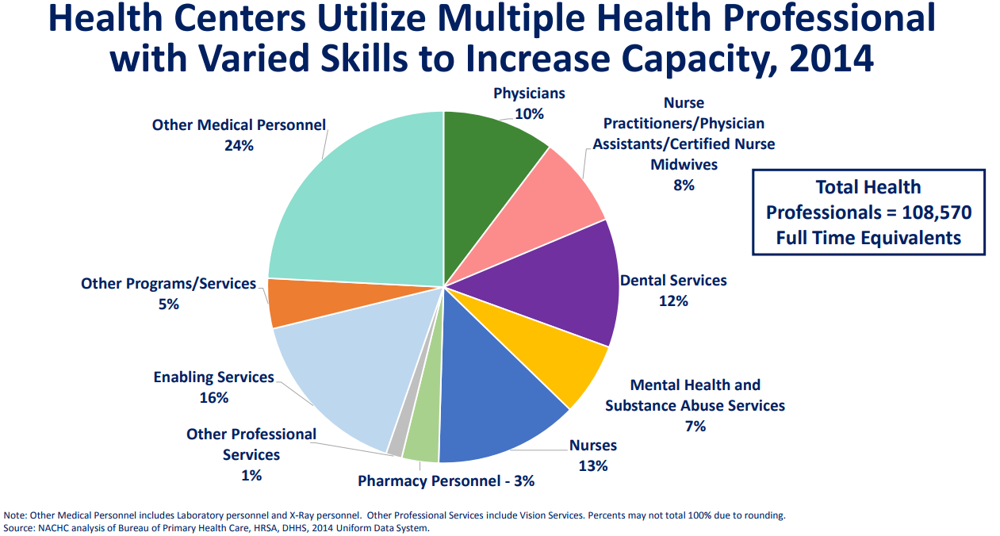 Health Centers Utilize Multiple Health Professional
with Varied Skills to Increase Capacity, 2014
Physicians
10%
Nurse
Practitioners/Physician
Assistants/Certified Nurse
Midwives
8%
Other Medical Personnel
24%
Total Health
Professionals = 108,570
Full Time Equivalents
Other Programs/Services
5%
Dental Services
12%
Enabling Services
16%
Mental Health and
Substance Abuse Services
7%
Other Professional
Services
1%
Nurses
13%
Pharmacy Personnel - 3%
Note: Other Medical Personnel includes Laboratory personnel and X-Ray personnel.  Other Professional Services include Vision Services. Percents may not total 100% due to rounding.
Source: NACHC analysis of Bureau of Primary Health Care, HRSA, DHHS, 2014 Uniform Data System.